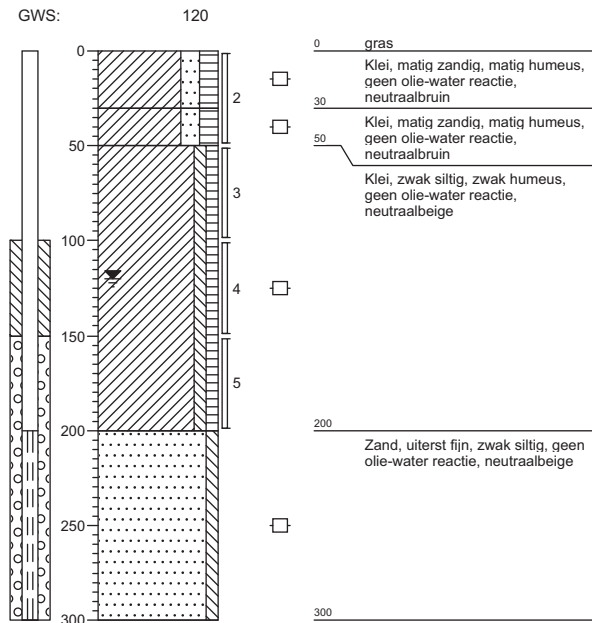 GWS: 120
0
50
100
150
200
250
300
2
3
4
5
0 gras
Klei, matig zandig, matig humeus,
geen olie-water reactie,
neutraalbruin
30
Klei, matig zandig, matig humeus,
geen olie-water reactie,
neutraalbruin
50
Klei, zwak siltig, zwak humeus,
geen olie-water reactie,
neutraalbeige
200
Zand, uiterst fijn, zwak siltig, geen
olie-water reactie, neutraalbeige
300